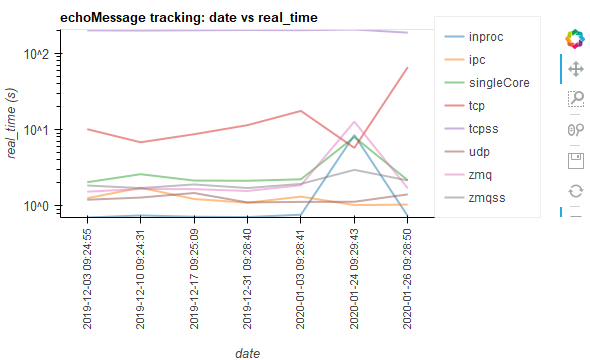 echoMessage tracking: date vs real_time
real_time (s)
10^2
10^1
10^0
2019-12-03 09:24:55
2019-12-10 09:24:31
2019-12-17 09:25:09
2019-12-31 09:28:40
2020-01-03 09:28:41
2020-01-24 09:29:43
2020-01-26 09:28:50
date
inproc
ipc
singleCore
tcp
tcpss
udp
zmq
zmqss